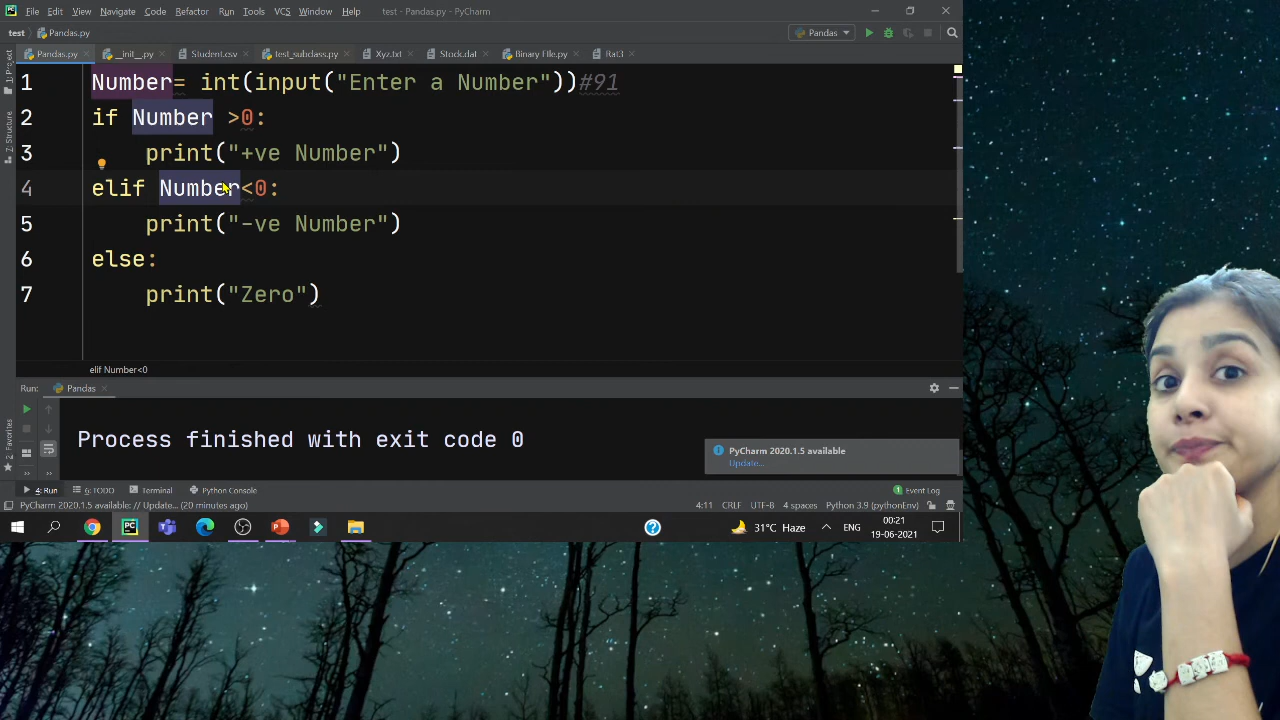 File Edit View Navigate Code Refactor Run Tools VCS Window Help test - Pandas.py - PyCharm
test Pandas.py Pandas
Pandas.py __init__.py Student.csv test_subclass.py Xyz.txt Stock.dat Binary File.py Rat3
1: Project
1 Number= int(input("Enter a Number"))#91
2 if Number >0:
7: Structure
3 print("+ve Number")
4 elif Number<0:
5 print("-ve Number")
6 else:
7 print("Zero")
elif Number<0
Run: Pandas
2: Favorites
Process finished with exit code 0
PyCharm 2020.1.5 available
Update...
4: Run 6: TODO Terminal Python Console Event Log
PyCharm 2020.1.5 available: // Update... (20 minutes ago) 4:11 CRLF UTF-8 4 spaces Python 3.9 (pythonEnv)
31°C Haze ENG 00:21
19-06-2021